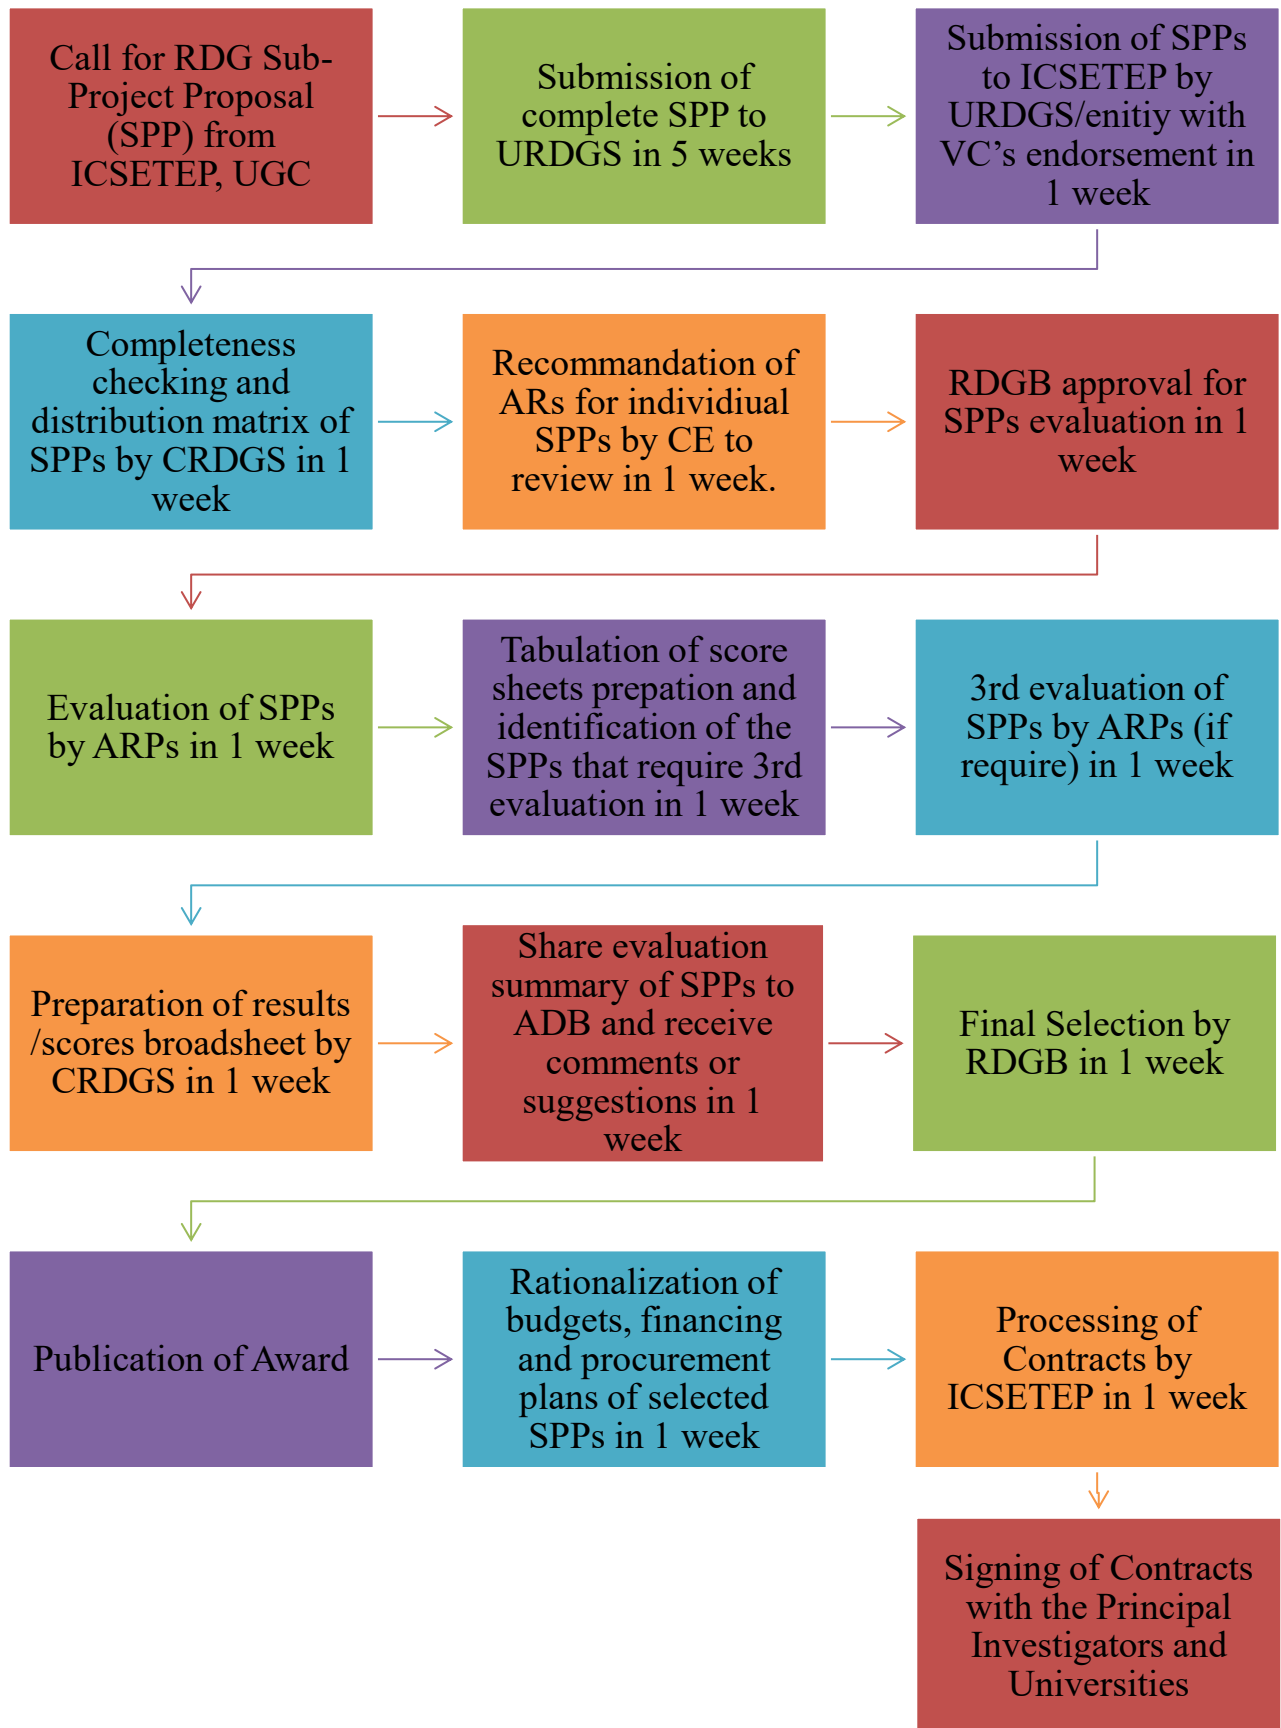 Call for RDG Sub-
Project Proposal
(SPP) from
ICSETEP, UGC
Submission of
complete SPP to
URDGS in 5 weeks
Submission of SPPs
to ICSETEP by
URDGS/enitiy with
VC’s endorsement in
1 week
Completeness
checking and
distribution matrix of
SPPs by CRDGS in 1
week
Recommandation of
ARs for individiual
SPPs by CE to
review in 1 week.
RDGB approval for
SPPs evaluation in 1
week
Evaluation of SPPs
by ARPs in 1 week
Tabulation of score
sheets prepation and
identification of the
SPPs that require 3rd
evaluation in 1 week
3rd evaluation of
SPPs by ARPs (if
require) in 1 week
Preparation of results
/scores broadsheet by
CRDGS in 1 week
Share evaluation
summary of SPPs to
ADB and receive
comments or
suggestions in 1
week
Final Selection by
RDGB in 1 week
Publication of Award
Rationalization of
budgets, financing
and procurement
plans of selected
SPPs in 1 week
Processing of
Contracts by
ICSETEP in 1 week
Signing of Contracts
with the Principal
Investigators and
Universities